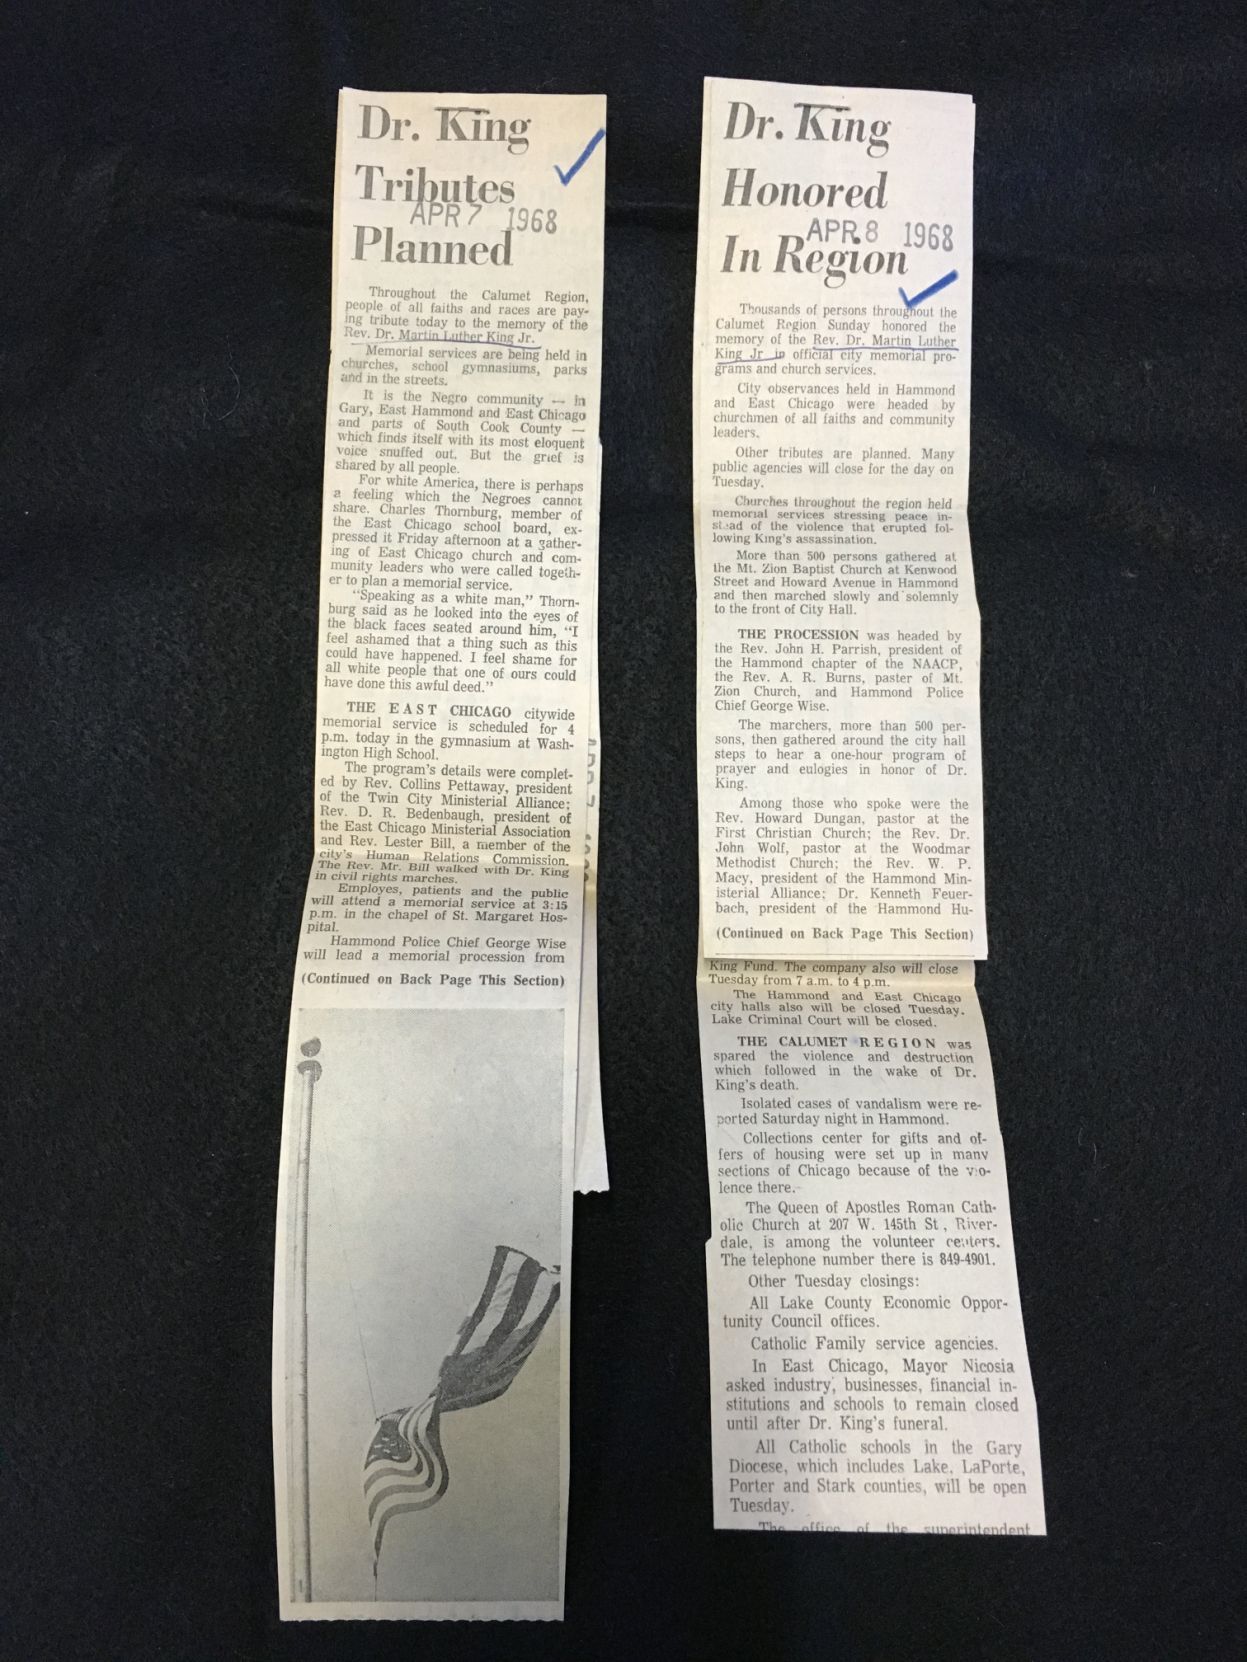 Dr. King
Tributes
APR 7 1968
Planned
Throughout the Calumet Region,
people of all faiths and races are pay-
ing tribute today to the memory of the
Rev. Dr. Martin Luther King Jr.
Memorial services are being held in
churches, school gymnasiums, parks
and in the streets.
It is the Negro community — in
Gary, East Hammond and East Chicago
and parts of South Cook County —
which finds itself with its most eloquent
voice snuffed out. But the grief is
shared by all people.
For white America, there is perhaps
a feeling which the Negroes cannot
share. Charles Thornburg, member of
the East Chicago school board, ex-
pressed it Friday afternoon at a gather-
ing of East Chicago church and com-
munity leaders who were called togeth-
er to plan a memorial service.
"Speaking as a white man," Thorn-
burg said as he looked into the eyes of
the black faces seated around him, "I
feel ashamed that a thing such as this
could have happened. I feel shame for
all white people that one of ours could
have done this awful deed."
THE EAST CHICAGO citywide
memorial service is scheduled for 4
p.m. today in the gymnasium at Wash-
ington High School.
The program's details were complet-
ed by Rev. Collins Pettaway, president
of the Twin City Ministerial Alliance;
Rev. D. R. Bedenbaugh, president of
the East Chicago Ministerial Association
and Rev. Lester Bill, a member of the
city's Human Relations Commission.
The Rev. Mr. Bill walked with Dr. King
in civil rights marches.
Employes, patients and the public
will attend a memorial service at 3:15
p.m. in the chapel of St. Margaret Hos-
pital.
Hammond Police Chief George Wise
will lead a memorial procession from
(Continued on Back Page This Section)
Dr. King
Honored
APR. 8 1968
In Region
Thousands of persons throughout the
Calumet Region Sunday honored the
memory of the Rev. Dr. Martin Luther
King Jr. in official city memorial pro-
grams and church services.
City observances held in Hammond
and East Chicago were headed by
churchmen of all faiths and community
leaders.
Other tributes are planned. Many
public agencies will close for the day on
Tuesday.
Churches throughout the region held
memorial services stressing peace in-
stead of the violence that erupted fol-
lowing King's assassination.
More than 500 persons gathered at
the Mt. Zion Baptist Church at Kenwood
Street and Howard Avenue in Hammond
and then marched slowly and solemnly
to the front of City Hall.
THE PROCESSION was headed by
the Rev. John H. Parrish, president of
the Hammond chapter of the NAACP,
the Rev. A. R. Burns, paster of Mt.
Zion Church, and Hammond Police
Chief George Wise.
The marchers, more than 500 per-
sons, then gathered around the city hall
steps to hear a one-hour program of
prayer and eulogies in honor of Dr.
King.
Among those who spoke were the
Rev. Howard Dungan, pastor at the
First Christian Church; the Rev. Dr.
John Wolf, pastor at the Woodmar
Methodist Church; the Rev. W. P.
Macy, president of the Hammond Min-
isterial Alliance; Dr. Kenneth Feuer-
bach, president of the Hammond Hu-
(Continued on Back Page This Section)
King Fund. The company also will close
Tuesday from 7 a.m. to 4 p.m.
The Hammond and East Chicago
city halls also will be closed Tuesday.
Lake Criminal Court will be closed.
THE CALUMET REGION was
spared the violence and destruction
which followed in the wake of Dr.
King's death.
Isolated cases of vandalism were re-
ported Saturday night in Hammond.
Collections center for gifts and of-
fers of housing were set up in many
sections of Chicago because of the vio-
lence there.
The Queen of Apostles Roman Cath-
olic Church at 207 W. 145th St., River-
dale, is among the volunteer centers.
The telephone number there is 849-4901.
Other Tuesday closings:
All Lake County Economic Oppor-
tunity Council offices.
Catholic Family service agencies.
In East Chicago, Mayor Nicosia
asked industry, businesses, financial in-
stitutions and schools to remain closed
until after Dr. King's funeral.
All Catholic schools in the Gary
Diocese, which includes Lake, LaPorte,
Porter and Stark counties, will be open
Tuesday.
The office of the superintendent